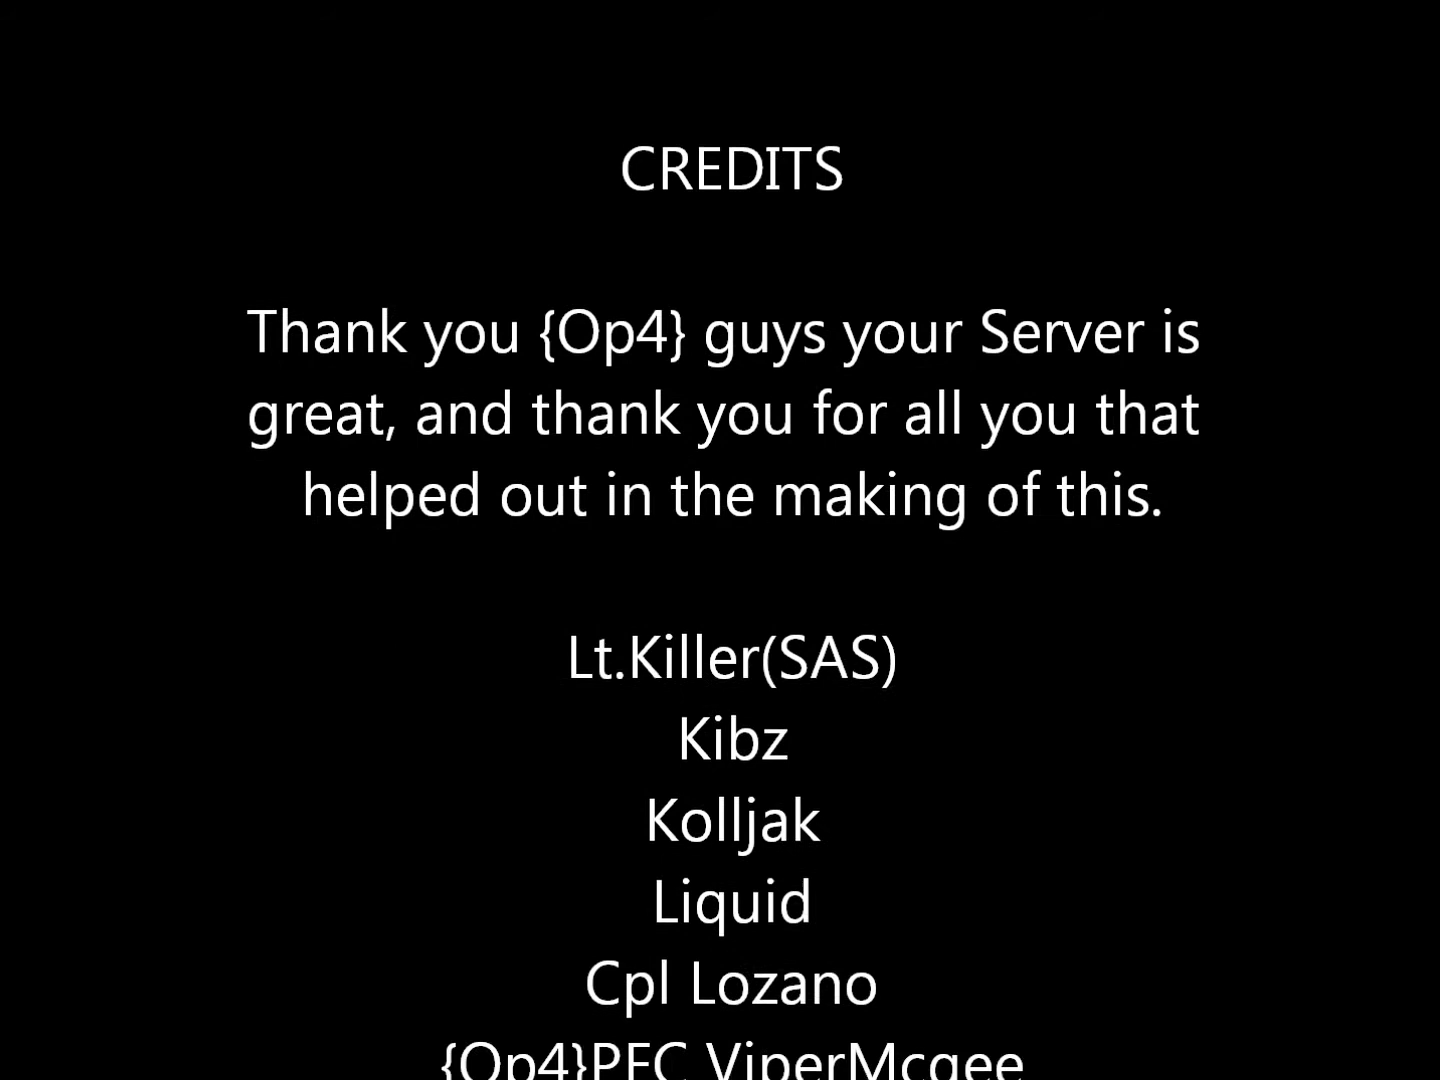 CREDITS
Thank you {Op4} guys your Server is
great, and thank you for all you that
helped out in the making of this.
Lt.Killer(SAS)
Kibz
Kolljak
Liquid
Cpl Lozano
{Op4}PFC ViperMcgee